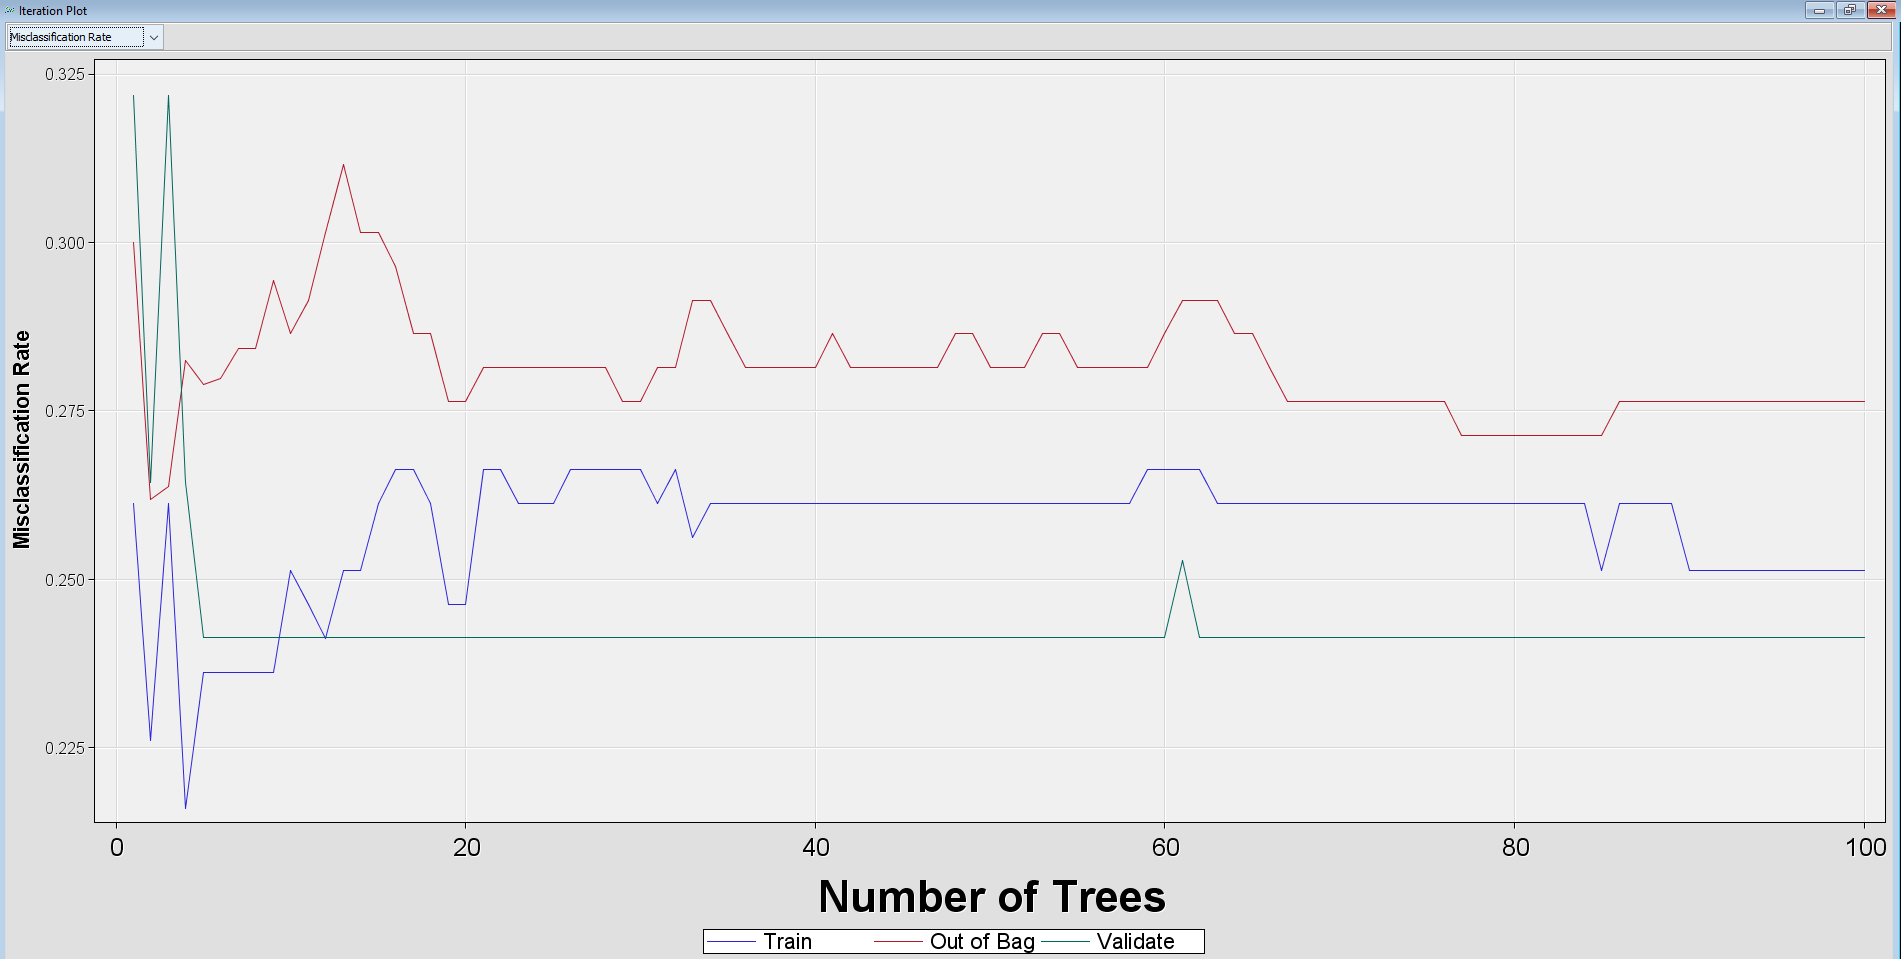 Iteration Plot
Misclassification Rate
0.325
0.300
0.275
0.250
0.225
Misclassification Rate
0 20 40 60 80 100
Number of Trees
Train Out of Bag Validate